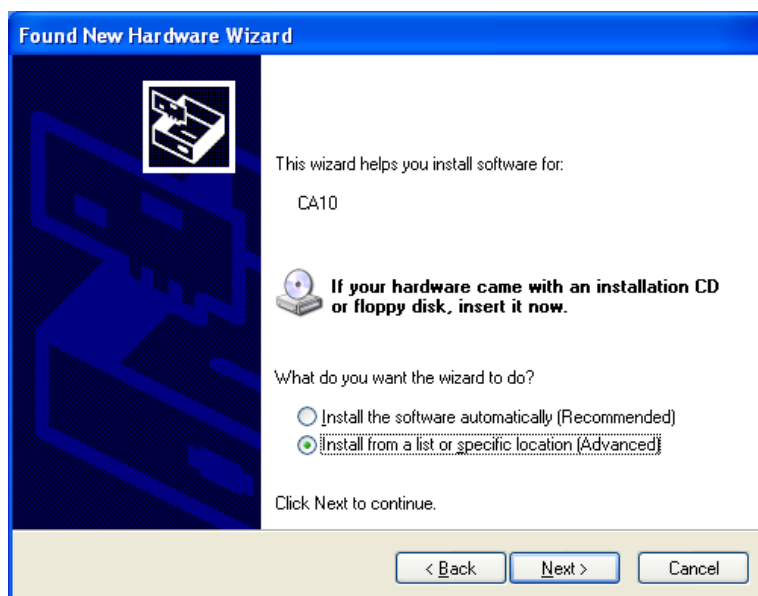 Found New Hardware Wizard
This wizard helps you install software for:
CA10
If your hardware came with an installation CD
or floppy disk, insert it now.
What do you want the wizard to do?
Install the software automatically (Recommended)
Install from a list or specific location (Advanced)
Click Next to continue.
< Back Next > Cancel